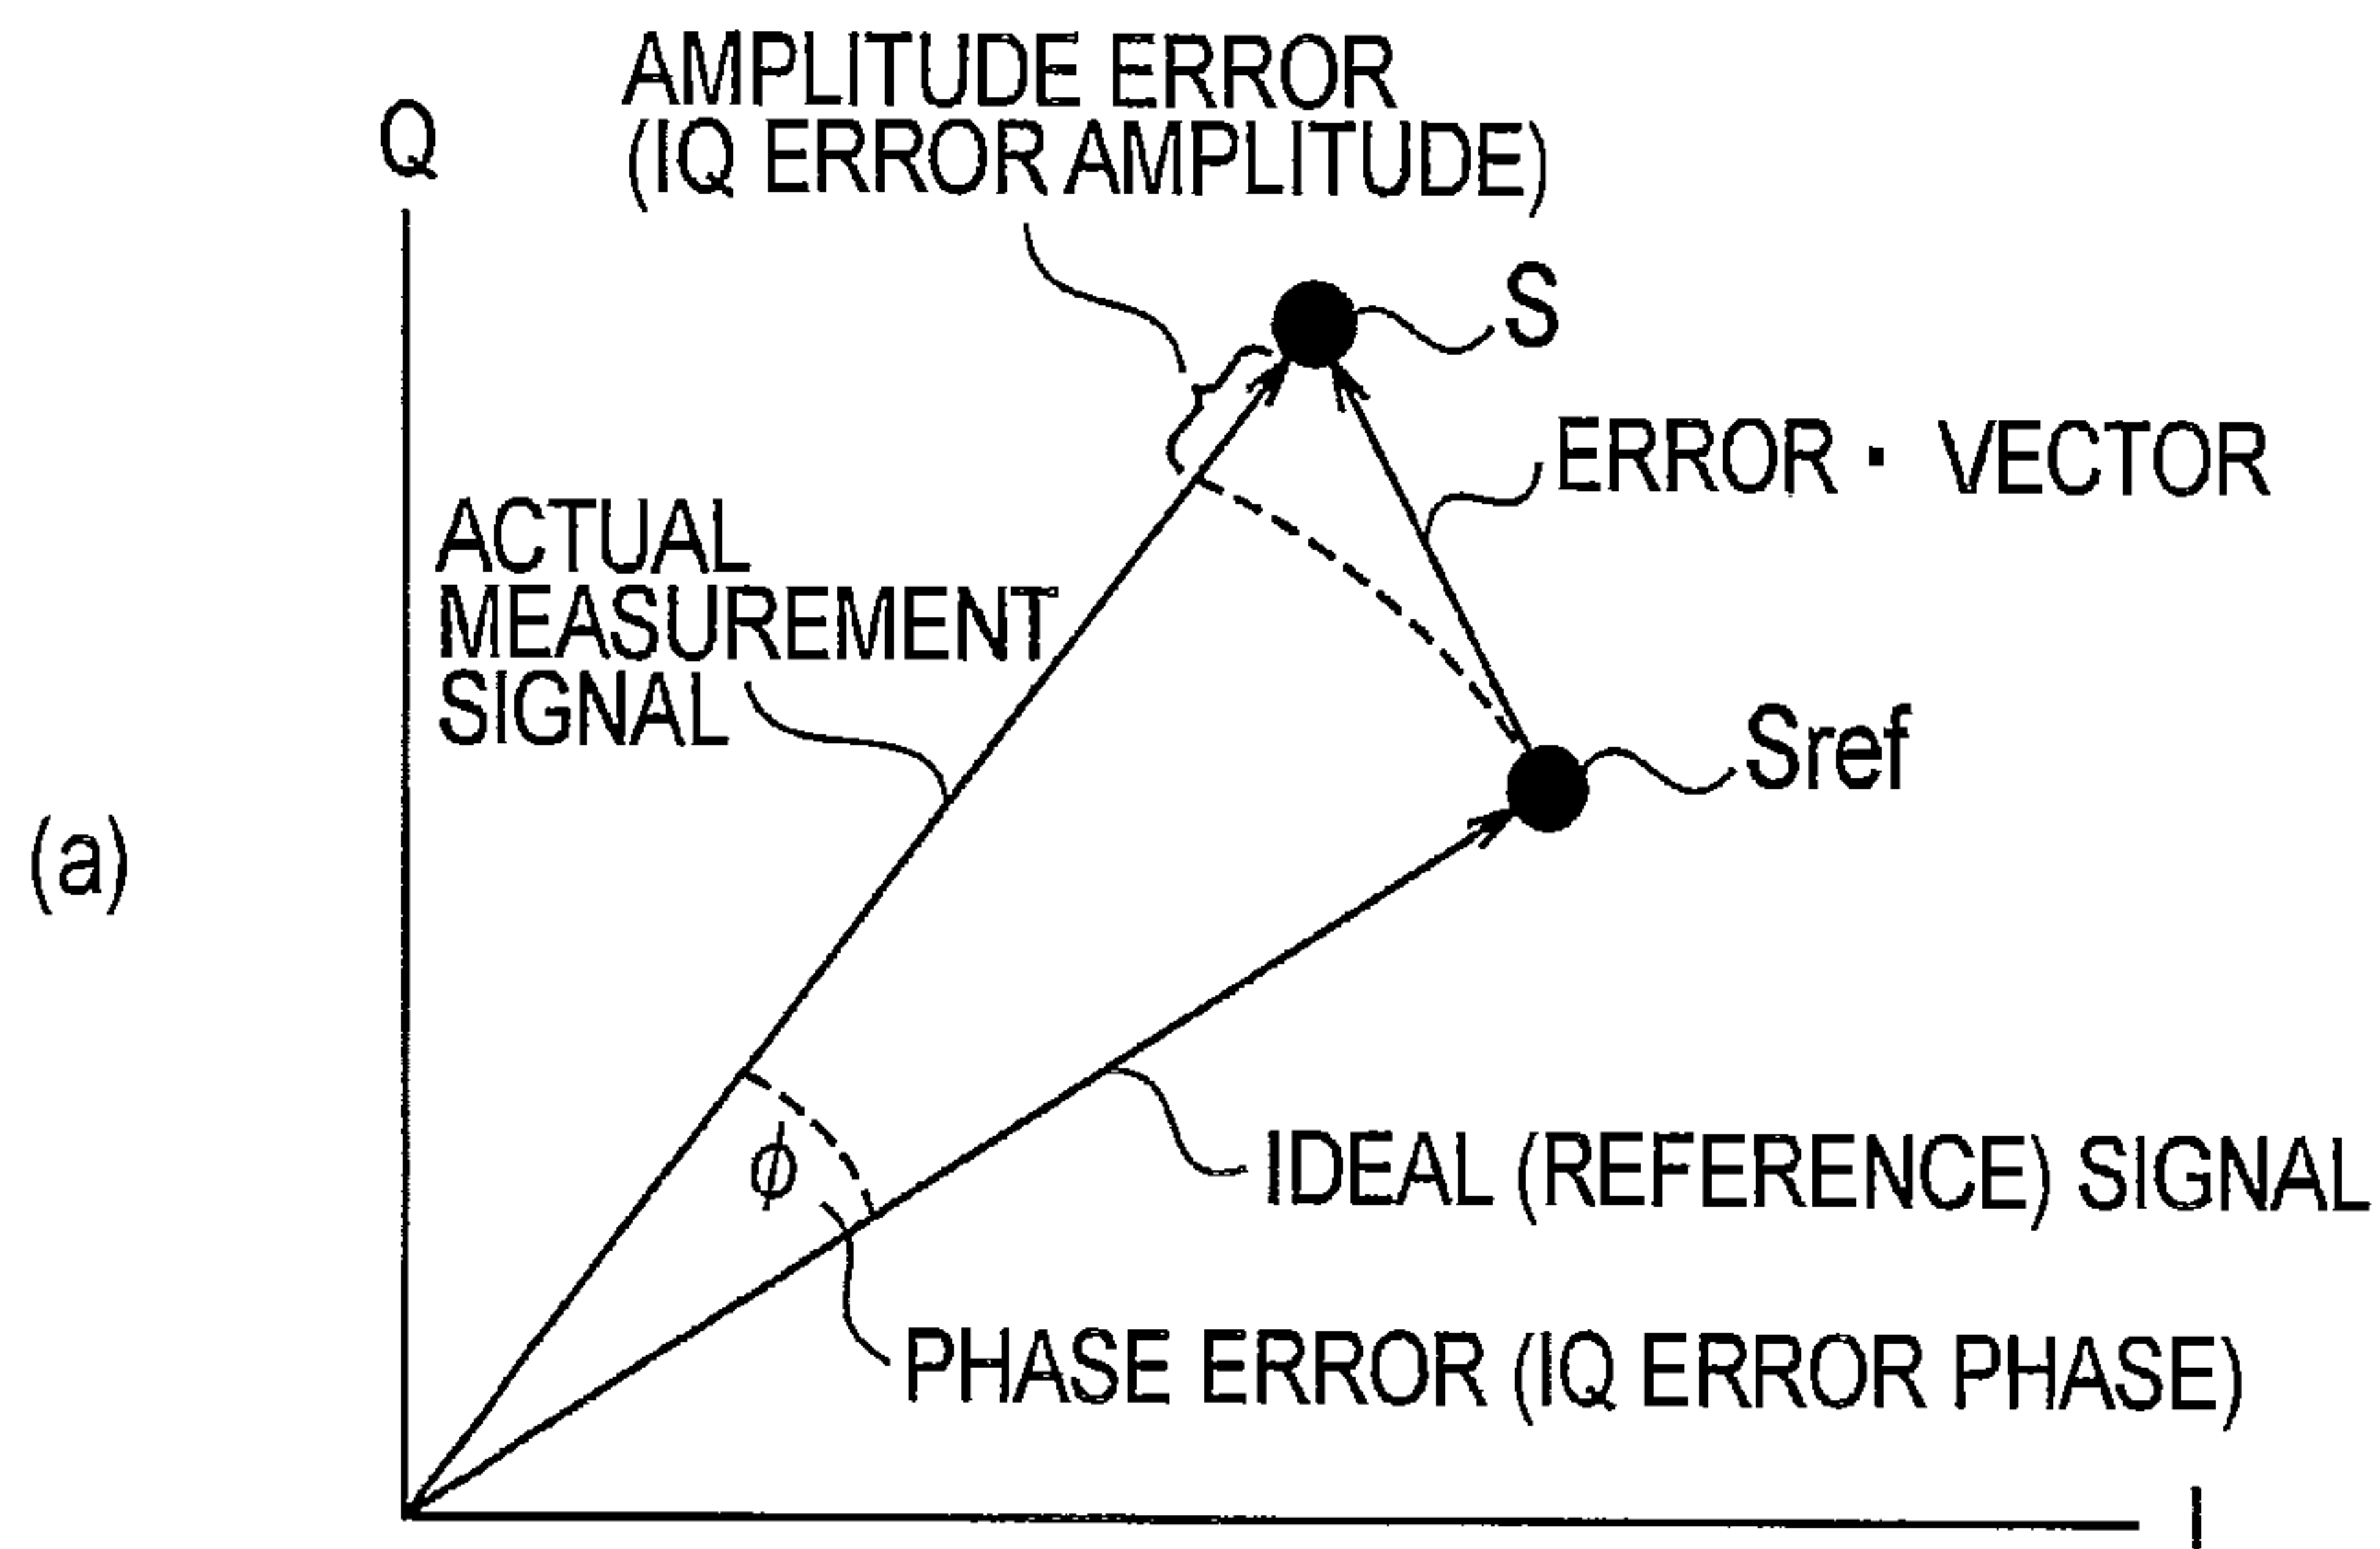 AMPLITUDE ERROR
(IQ ERROR AMPLITUDE)
Q
S
ERROR · VECTOR
ACTUAL
MEASUREMENT
SIGNAL
Sref
(a)
ϕ
IDEAL (REFERENCE) SIGNAL
PHASE ERROR (IQ ERROR PHASE)
I